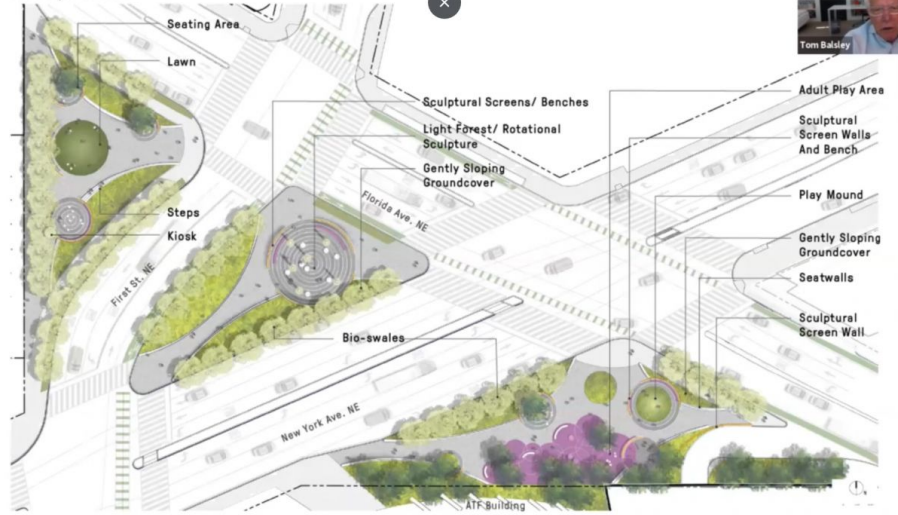 Tom Balsley
Seating Area
Lawn
Steps
Kiosk
First St. NE
Sculptural Screens/ Benches
Light Forest/ Rotational
Sculpture
Gently Sloping
Groundcover
Florida Ave. NE
Bio-swales
New York Ave. NE
ATF Building
Adult Play Area
Sculptural
Screen Walls
And Bench
Play Mound
Gently Sloping
Groundcover
Seatwalls
Sculptural
Screen Wall